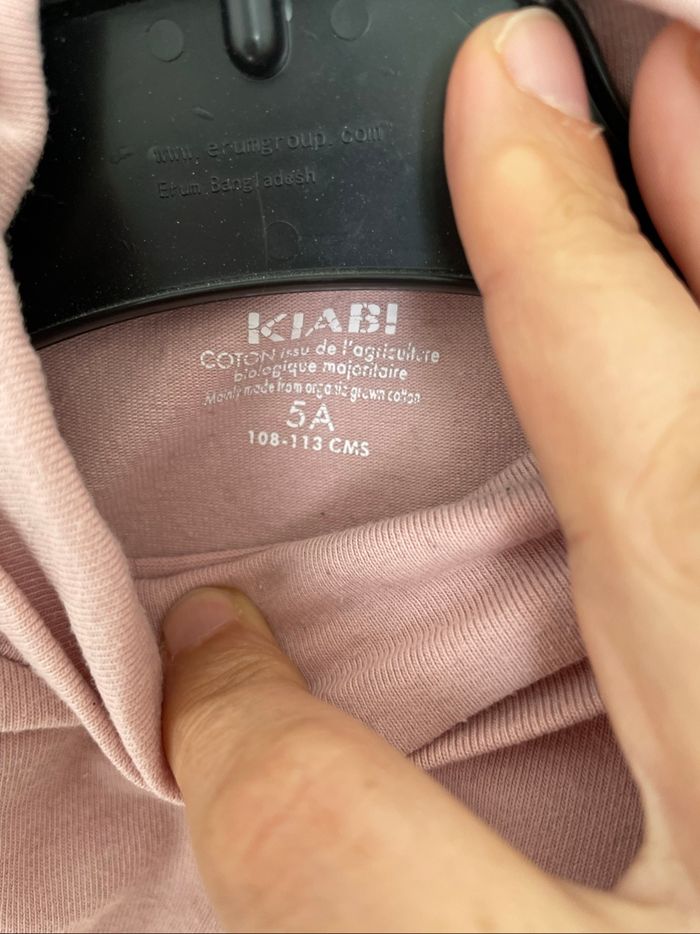 www.erumgroup.com
Erum, Bangladesh
KIABI
COTON issu de l'agriculture
biologique majoritaire
Mainly made from organic grown cotton
5A
108-113 CMS